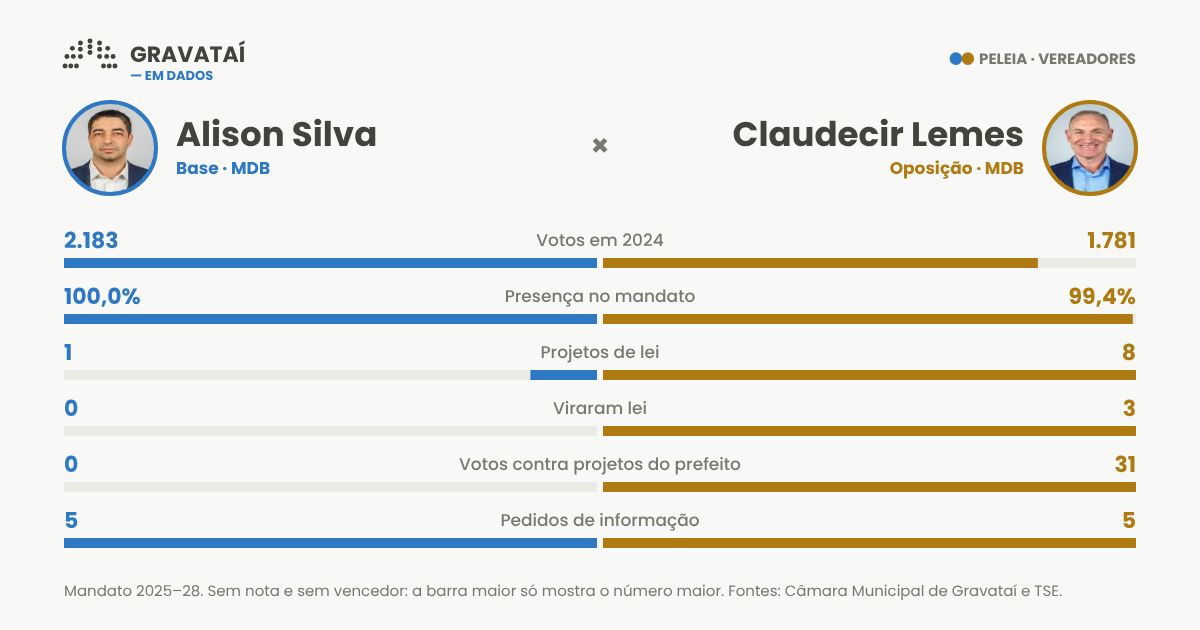 GRAVATAÍ
— EM DADOS
PELEIA · VEREADORES
Alison Silva
Base · MDB
×
Claudecir Lemes
Oposição · MDB
2.183 Votos em 2024 1.781
100,0% Presença no mandato 99,4%
1 Projetos de lei 8
0 Viraram lei 3
0 Votos contra projetos do prefeito 31
5 Pedidos de informação 5
Mandato 2025–28. Sem nota e sem vencedor: a barra maior só mostra o número maior. Fontes: Câmara Municipal de Gravataí e TSE.